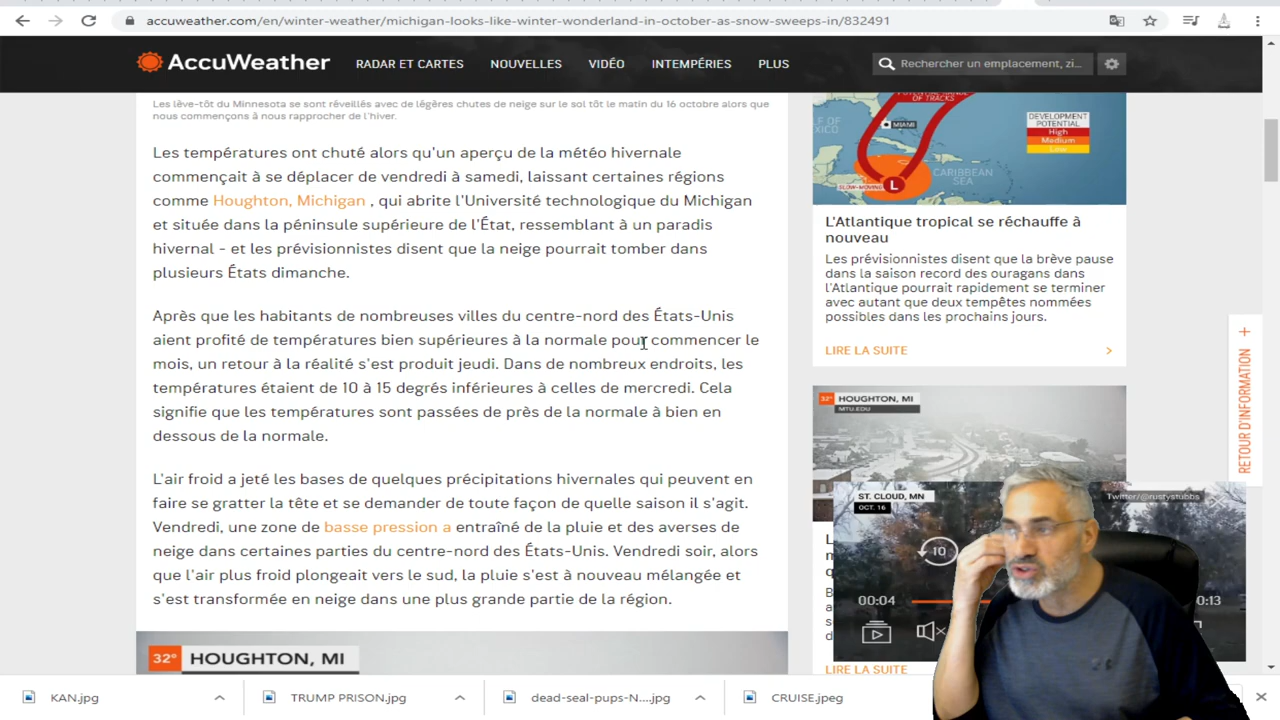 accuweather.com/en/winter-weather/michigan-looks-like-winter-wonderland-in-october-as-snow-sweeps-in/832491
AccuWeather
RADAR ET CARTES
NOUVELLES
VIDÉO
INTEMPÉRIES
PLUS
Rechercher un emplacement, zi...
Les lève-tôt du Minnesota se sont réveillés avec de légères chutes de neige sur le sol tôt le matin du 16 octobre alors que
nous commençons à nous rapprocher de l'hiver.
Les températures ont chuté alors qu'un aperçu de la météo hivernale
commençait à se déplacer de vendredi à samedi, laissant certaines régions
comme Houghton, Michigan , qui abrite l'Université technologique du Michigan
et située dans la péninsule supérieure de l'État, ressemblant à un paradis
hivernal - et les prévisionnistes disent que la neige pourrait tomber dans
plusieurs États dimanche.
Après que les habitants de nombreuses villes du centre-nord des États-Unis
aient profité de températures bien supérieures à la normale pour commencer le
mois, un retour à la réalité s'est produit jeudi. Dans de nombreux endroits, les
températures étaient de 10 à 15 degrés inférieures à celles de mercredi. Cela
signifie que les températures sont passées de près de la normale à bien en
dessous de la normale.
L'air froid a jeté les bases de quelques précipitations hivernales qui peuvent en
faire se gratter la tête et se demander de toute façon de quelle saison il s'agit.
Vendredi, une zone de basse pression a entraîné de la pluie et des averses de
neige dans certaines parties du centre-nord des États-Unis. Vendredi soir, alors
que l'air plus froid plongeait vers le sud, la pluie s'est à nouveau mélangée et
s'est transformée en neige dans une plus grande partie de la région.
32°
HOUGHTON, MI
OF TRACKS
GULF OF
MEXICO
MIAMI
DEVELOPMENT
POTENTIAL
High
Medium
Low
CARIBBEAN
SEA
SLOW-MOVING
L
L'Atlantique tropical se réchauffe à
nouveau
Les prévisionnistes disent que la brève pause
dans la saison record des ouragans dans
l'Atlantique pourrait rapidement se terminer
avec autant que deux tempêtes nommées
possibles dans les prochains jours.
LIRE LA SUITE
32°
HOUGHTON, MI
MTU.EDU
ST. CLOUD, MN
OCT. 16
Twitter/@rustystubbs
10
00:04
0:13
LIRE LA SUITE
RETOUR D'INFORMATION
KAN.jpg
TRUMP PRISON.jpg
dead-seal-pups-N....jpg
CRUISE.jpeg